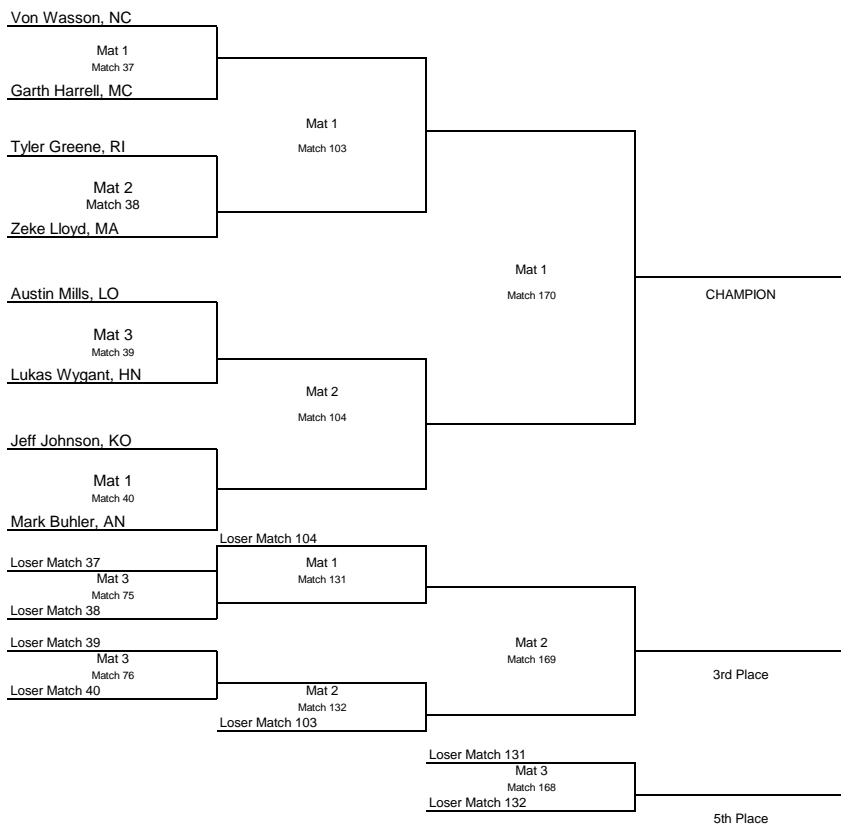 Von Wasson, NC
Mat 1
Match 37
Garth Harrell, MC
Mat 1
Match 103
Tyler Greene, RI
Mat 2
Match 38
Zeke Lloyd, MA
Mat 1
Match 170
CHAMPION
Austin Mills, LO
Mat 3
Match 39
Lukas Wygant, HN
Mat 2
Match 104
Jeff Johnson, KO
Mat 1
Match 40
Mark Buhler, AN
Loser Match 104
Loser Match 37
Mat 1
Match 131
Mat 3
Match 75
Loser Match 38
Loser Match 39
Mat 2
Match 169
Mat 3
Match 76
3rd Place
Loser Match 40
Mat 2
Match 132
Loser Match 103
Loser Match 131
Mat 3
Match 168
Loser Match 132
5th Place